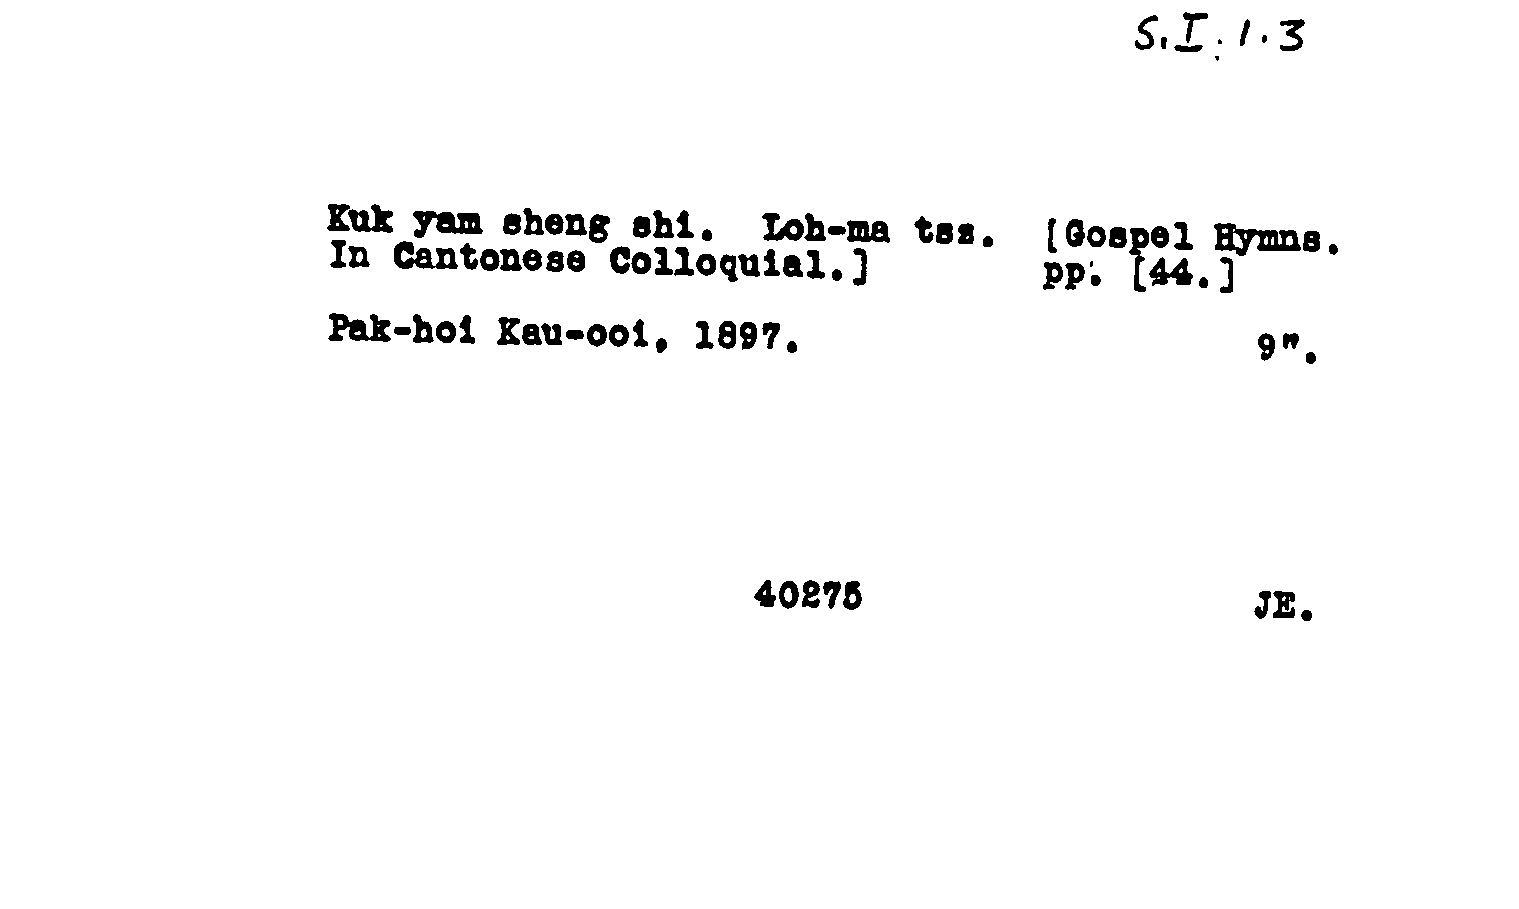 S.I.1.3
Kuk yam sheng shi. Loh-ma tsz. [Gospel Hymns.
In Cantonese Colloquial.] pp. [44.]
Pak-hoi Kau-ooi, 1897. 9".
40275 JE.